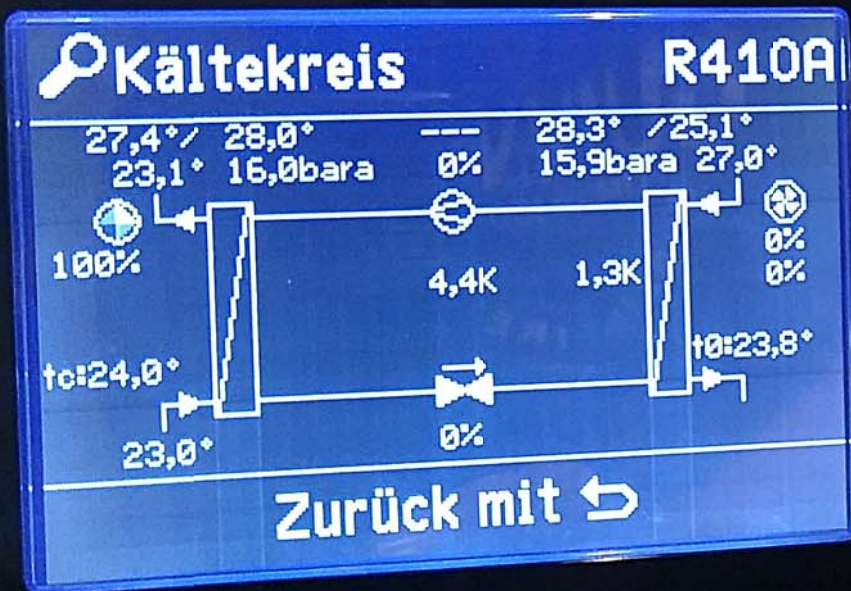 Kältekreis R410A
27,4°/ 28,0° --- 28,3° /25,1°
23,1° 16,0bara 0% 15,9bara 27,0°
100% 0%
4,4K 1,3K 0%
tc:24,0° t0:23,8°
23,0° 0%
Zurück mit